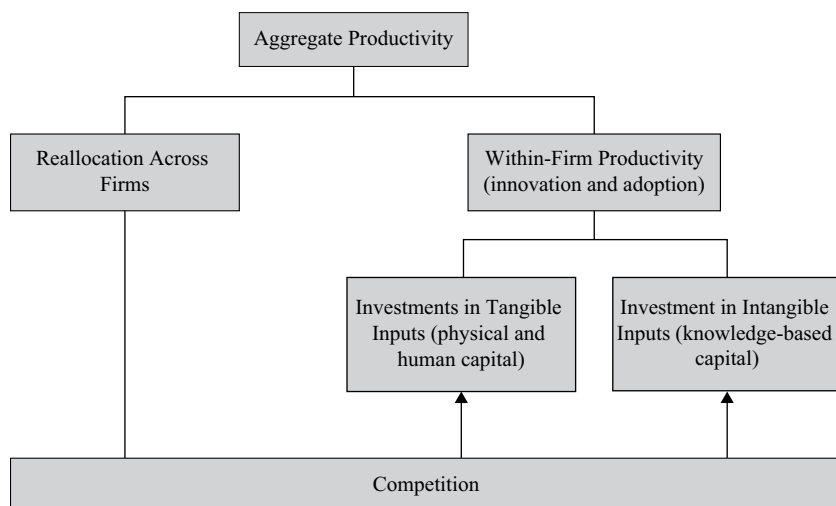 Aggregate Productivity
Reallocation Across
Firms
Within-Firm Productivity
(innovation and adoption)
Investments in Tangible
Inputs (physical and
human capital)
Investment in Intangible
Inputs (knowledge-based
capital)
Competition